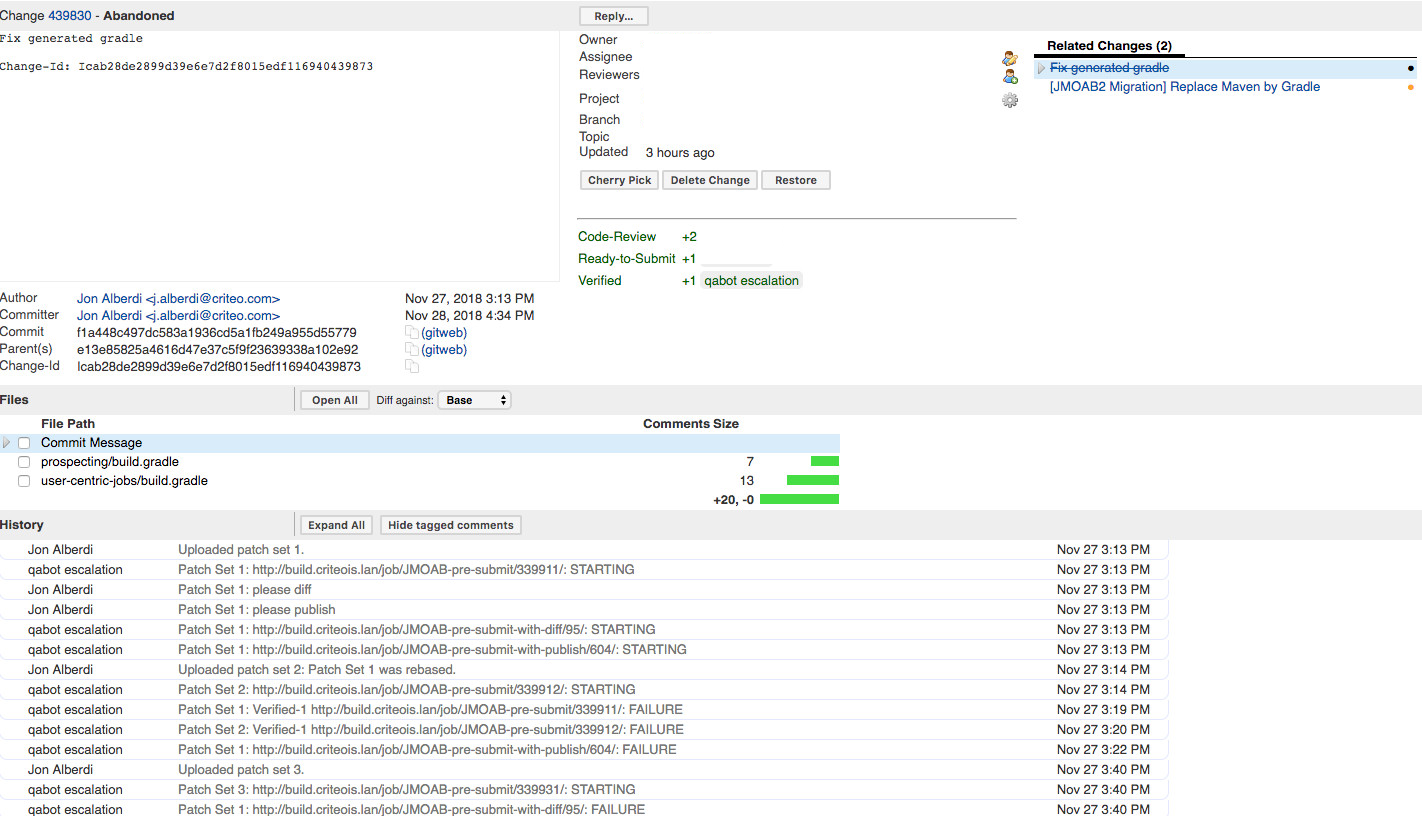 Change 439830 - Abandoned
Reply...
Fix generated gradle
Change-Id: Icab28de2899d39e6e7d2f8015edf116940439873
Owner
Assignee
Reviewers
Project
Branch
Topic
Updated 3 hours ago
Cherry Pick Delete Change Restore
Code-Review +2
Ready-to-Submit +1
Verified +1 qabot escalation
Related Changes (2)
Fix generated gradle
[JMOAB2 Migration] Replace Maven by Gradle
Author Jon Alberdi <j.alberdi@criteo.com> Nov 27, 2018 3:13 PM
Committer Jon Alberdi <j.alberdi@criteo.com> Nov 28, 2018 4:34 PM
Commit f1a448c497dc583a1936cd5a1fb249a955d55779 (gitweb)
Parent(s) e13e85825a4616d47e37c5f9f23639338a102e92 (gitweb)
Change-Id Icab28de2899d39e6e7d2f8015edf116940439873
Files Open All Diff against: Base
File Path Comments Size
Commit Message
prospecting/build.gradle 7
user-centric-jobs/build.gradle 13
+20, -0
History Expand All Hide tagged comments
Jon Alberdi Uploaded patch set 1. Nov 27 3:13 PM
qabot escalation Patch Set 1: http://build.criteois.lan/job/JMOAB-pre-submit/339911/: STARTING Nov 27 3:13 PM
Jon Alberdi Patch Set 1: please diff Nov 27 3:13 PM
Jon Alberdi Patch Set 1: please publish Nov 27 3:13 PM
qabot escalation Patch Set 1: http://build.criteois.lan/job/JMOAB-pre-submit-with-diff/95/: STARTING Nov 27 3:13 PM
qabot escalation Patch Set 1: http://build.criteois.lan/job/JMOAB-pre-submit-with-publish/604/: STARTING Nov 27 3:13 PM
Jon Alberdi Uploaded patch set 2: Patch Set 1 was rebased. Nov 27 3:14 PM
qabot escalation Patch Set 2: http://build.criteois.lan/job/JMOAB-pre-submit/339912/: STARTING Nov 27 3:14 PM
qabot escalation Patch Set 1: Verified-1 http://build.criteois.lan/job/JMOAB-pre-submit/339911/: FAILURE Nov 27 3:19 PM
qabot escalation Patch Set 2: Verified-1 http://build.criteois.lan/job/JMOAB-pre-submit/339912/: FAILURE Nov 27 3:20 PM
qabot escalation Patch Set 1: http://build.criteois.lan/job/JMOAB-pre-submit-with-publish/604/: FAILURE Nov 27 3:22 PM
Jon Alberdi Uploaded patch set 3. Nov 27 3:40 PM
qabot escalation Patch Set 3: http://build.criteois.lan/job/JMOAB-pre-submit/339931/: STARTING Nov 27 3:40 PM
qabot escalation Patch Set 1: http://build.criteois.lan/job/JMOAB-pre-submit-with-diff/95/: FAILURE Nov 27 3:40 PM